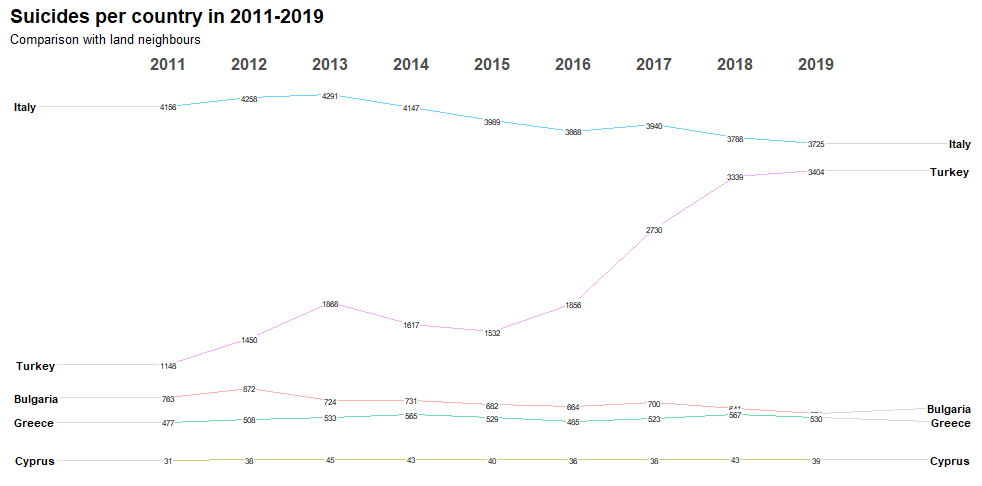 Suicides per country in 2011-2019
Comparison with land neighbours
2011 2012 2013 2014 2015 2016 2017 2018 2019
Italy 4156 4258 4291 4147 3989 3868 3940 3788 3725 Italy
Turkey 1148 1450 1868 1617 1532 1856 2730 3339 3404 Turkey
Bulgaria 763 872 724 731 682 664 700 641 Bulgaria
Greece 477 508 533 565 529 485 523 567 530 Greece
Cyprus 31 38 45 43 40 36 38 43 39 Cyprus